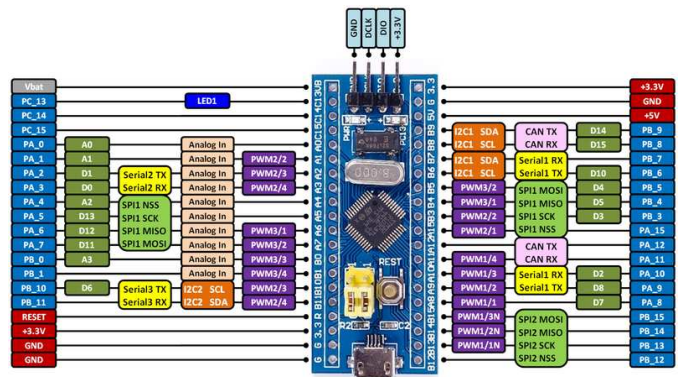 GND DCLK DIO +3.3V
Vbat
PC_13 LED1
PC_14
PC_15
PA_0 A0 Analog In
PA_1 A1 Analog In PWM2/2
PA_2 D1 Serial2 TX Analog In PWM2/3
PA_3 D0 Serial2 RX Analog In PWM2/4
PA_4 A2 SPI1 NSS Analog In
PA_5 D13 SPI1 SCK Analog In
PA_6 D12 SPI1 MISO Analog In PWM3/1
PA_7 D11 SPI1 MOSI Analog In PWM3/2
PB_0 A3 Analog In PWM3/3
PB_1 Analog In PWM3/4
PB_10 D6 Serial3 TX I2C2 SCL PWM2/3
PB_11 Serial3 RX I2C2 SDA PWM2/4
RESET
+3.3V
GND
GND
PWR PC13
REST
R2 C2
+3.3V
GND
+5V
I2C1 SDA CAN TX D14 PB_9
I2C1 SCL CAN RX D15 PB_8
I2C1 SDA Serial1 RX PB_7
I2C1 SCL Serial1 TX D10 PB_6
PWM3/2 SPI1 MOSI D4 PB_5
PWM3/1 SPI1 MISO D5 PB_4
PWM2/2 SPI1 SCK D3 PB_3
PWM2/1 SPI1 NSS PA_15
CAN TX PA_12
PWM1/4 CAN RX PA_11
PWM1/3 Serial1 RX D2 PA_10
PWM1/2 Serial1 TX D8 PA_9
PWM1/1 D7 PA_8
PWM1/3N SPI2 MOSI PB_15
PWM1/2N SPI2 MISO PB_14
PWM1/1N SPI2 SCK PB_13
SPI2 NSS PB_12